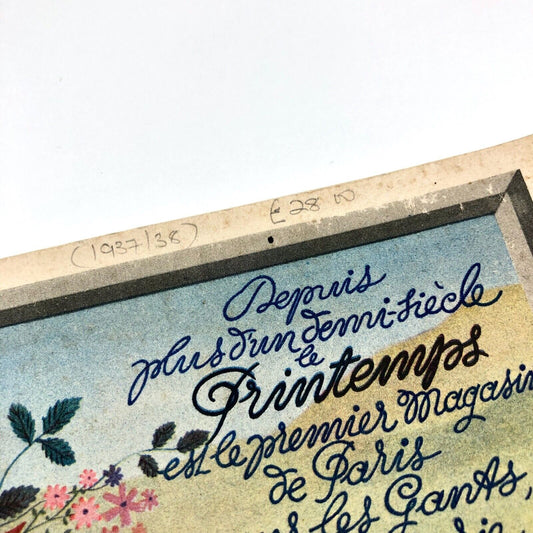 (1937/38)
£28 00
Depuis
plus d'un demi-siècle
le
Printemps
est le premier Magasin
de Paris
les Gants,